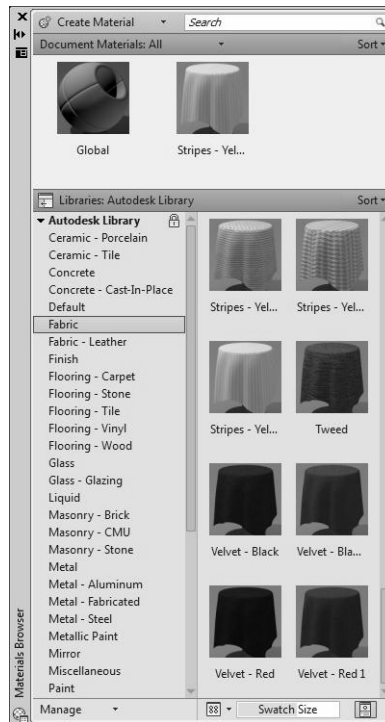 Create Material
Search
Document Materials: All
Sort
Global
Stripes - Yel...
Libraries: Autodesk Library
Sort
Autodesk Library
Ceramic - Porcelain
Ceramic - Tile
Concrete
Concrete - Cast-In-Place
Default
Fabric
Fabric - Leather
Finish
Flooring - Carpet
Flooring - Stone
Flooring - Tile
Flooring - Vinyl
Flooring - Wood
Glass
Glass - Glazing
Liquid
Masonry - Brick
Masonry - CMU
Masonry - Stone
Metal
Metal - Aluminum
Metal - Fabricated
Metal - Steel
Metallic Paint
Mirror
Miscellaneous
Paint
Stripes - Yel...
Stripes - Yel...
Stripes - Yel...
Tweed
Velvet - Black
Velvet - Bla...
Velvet - Red
Velvet - Red 1
Manage
Swatch Size
Materials Browser